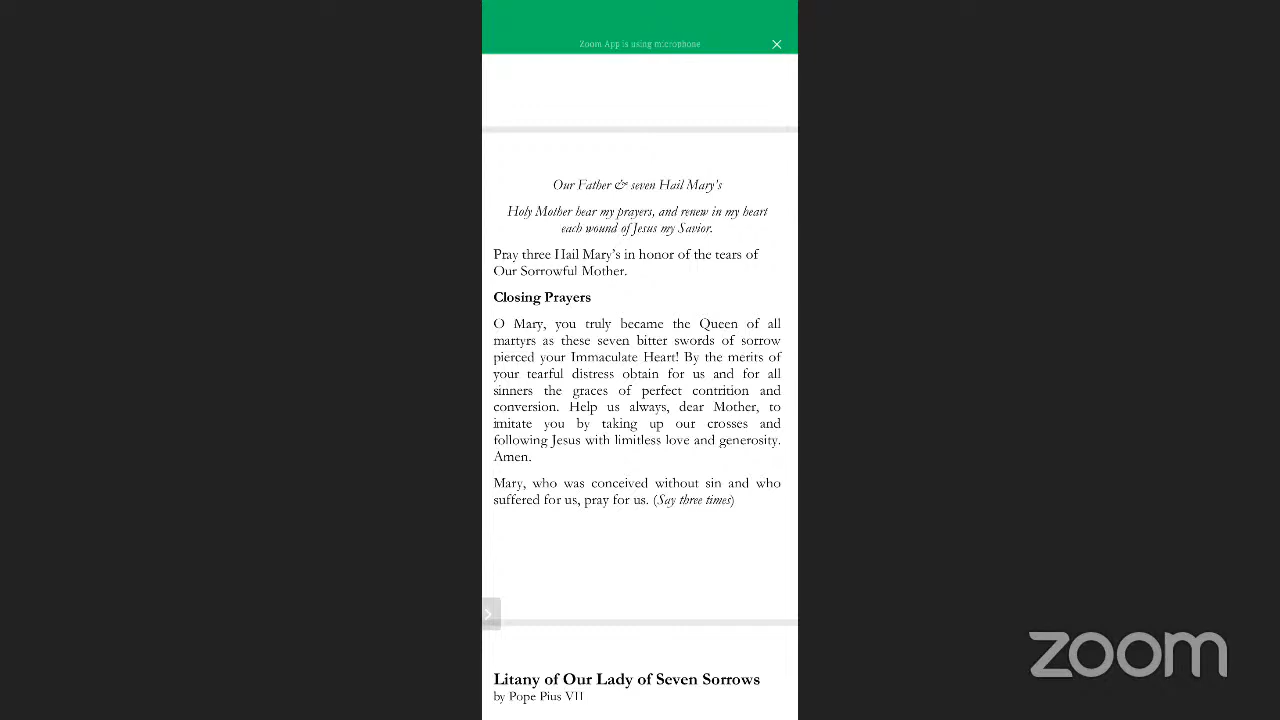 Zoom App is using microphone
Our Father & seven Hail Mary's
Holy Mother hear my prayers, and renew in my heart
each wound of Jesus my Savior.
Pray three Hail Mary's in honor of the tears of
Our Sorrowful Mother.
Closing Prayers
O Mary, you truly became the Queen of all
martyrs as these seven bitter swords of sorrow
pierced your Immaculate Heart! By the merits of
your tearful distress obtain for us and for all
sinners the graces of perfect contrition and
conversion. Help us always, dear Mother, to
imitate you by taking up our crosses and
following Jesus with limitless love and generosity.
Amen.
Mary, who was conceived without sin and who
suffered for us, pray for us. (Say three times)
zoom
Litany of Our Lady of Seven Sorrows
by Pope Pius VII